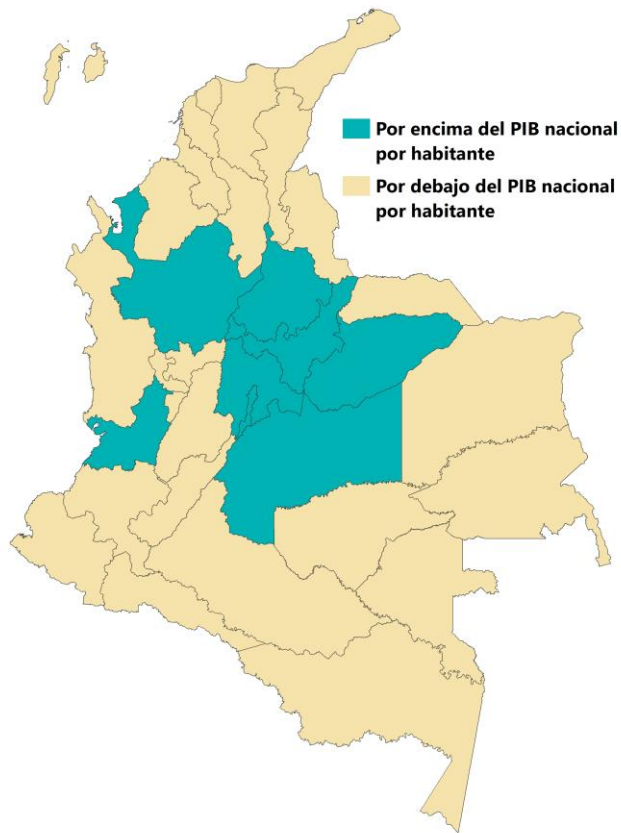 Por encima del PIB nacional
por habitante
Por debajo del PIB nacional
por habitante